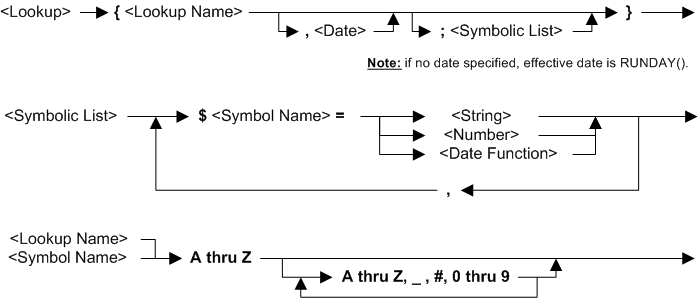 <Lookup> { <Lookup Name> , <Date> ; <Symbolic List> }
Note: if no date specified, effective date is RUNDAY().
<Symbolic List> $ <Symbol Name> = <String>
<Number>
<Date Function>
,
<Lookup Name>
<Symbol Name> A thru Z
A thru Z, _ , #, 0 thru 9